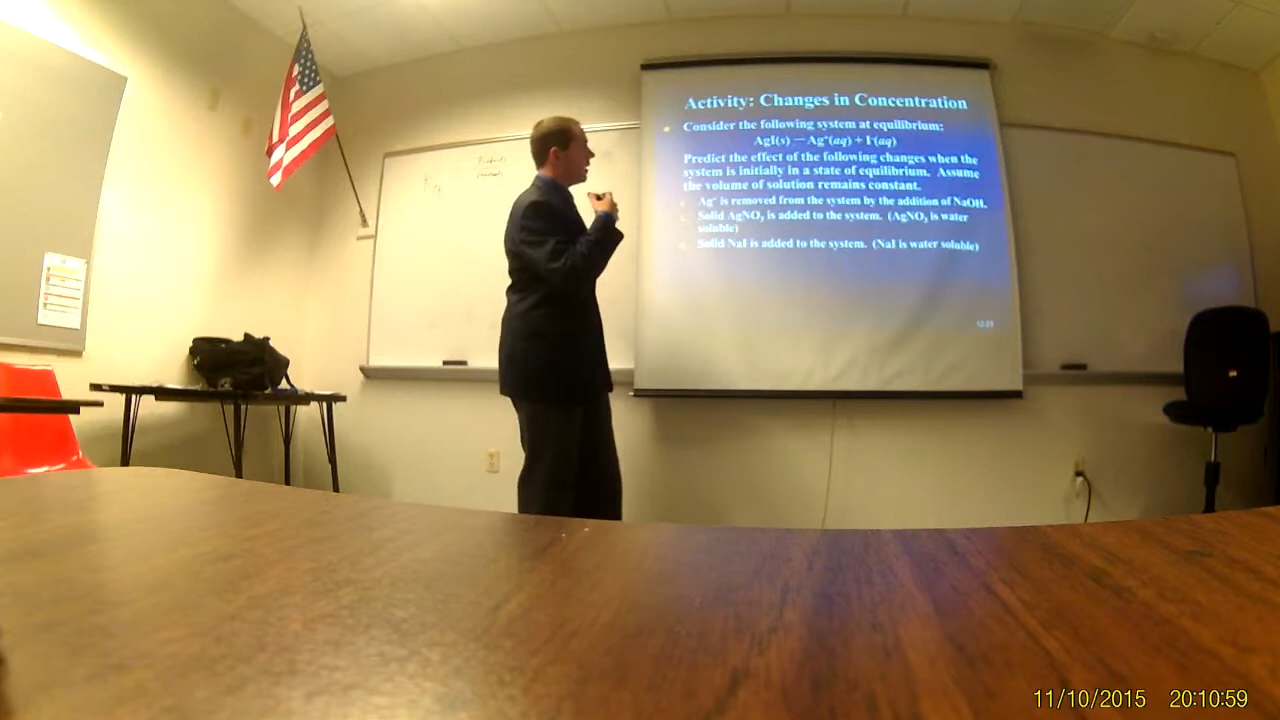 Activity: Changes in Concentration
Consider the following system at equilibrium:
AgI(s) — Ag⁺(aq) + I⁻(aq)
Predict the effect of the following changes when the
system is initially in a state of equilibrium. Assume
the volume of solution remains constant.
Ag⁺ is removed from the system by the addition of NaOH.
Solid AgNO₃ is added to the system. (AgNO₃ is water
soluble)
Solid NaI is added to the system. (NaI is water soluble)
12-23
Products
Keq
11/10/2015 20:10:59